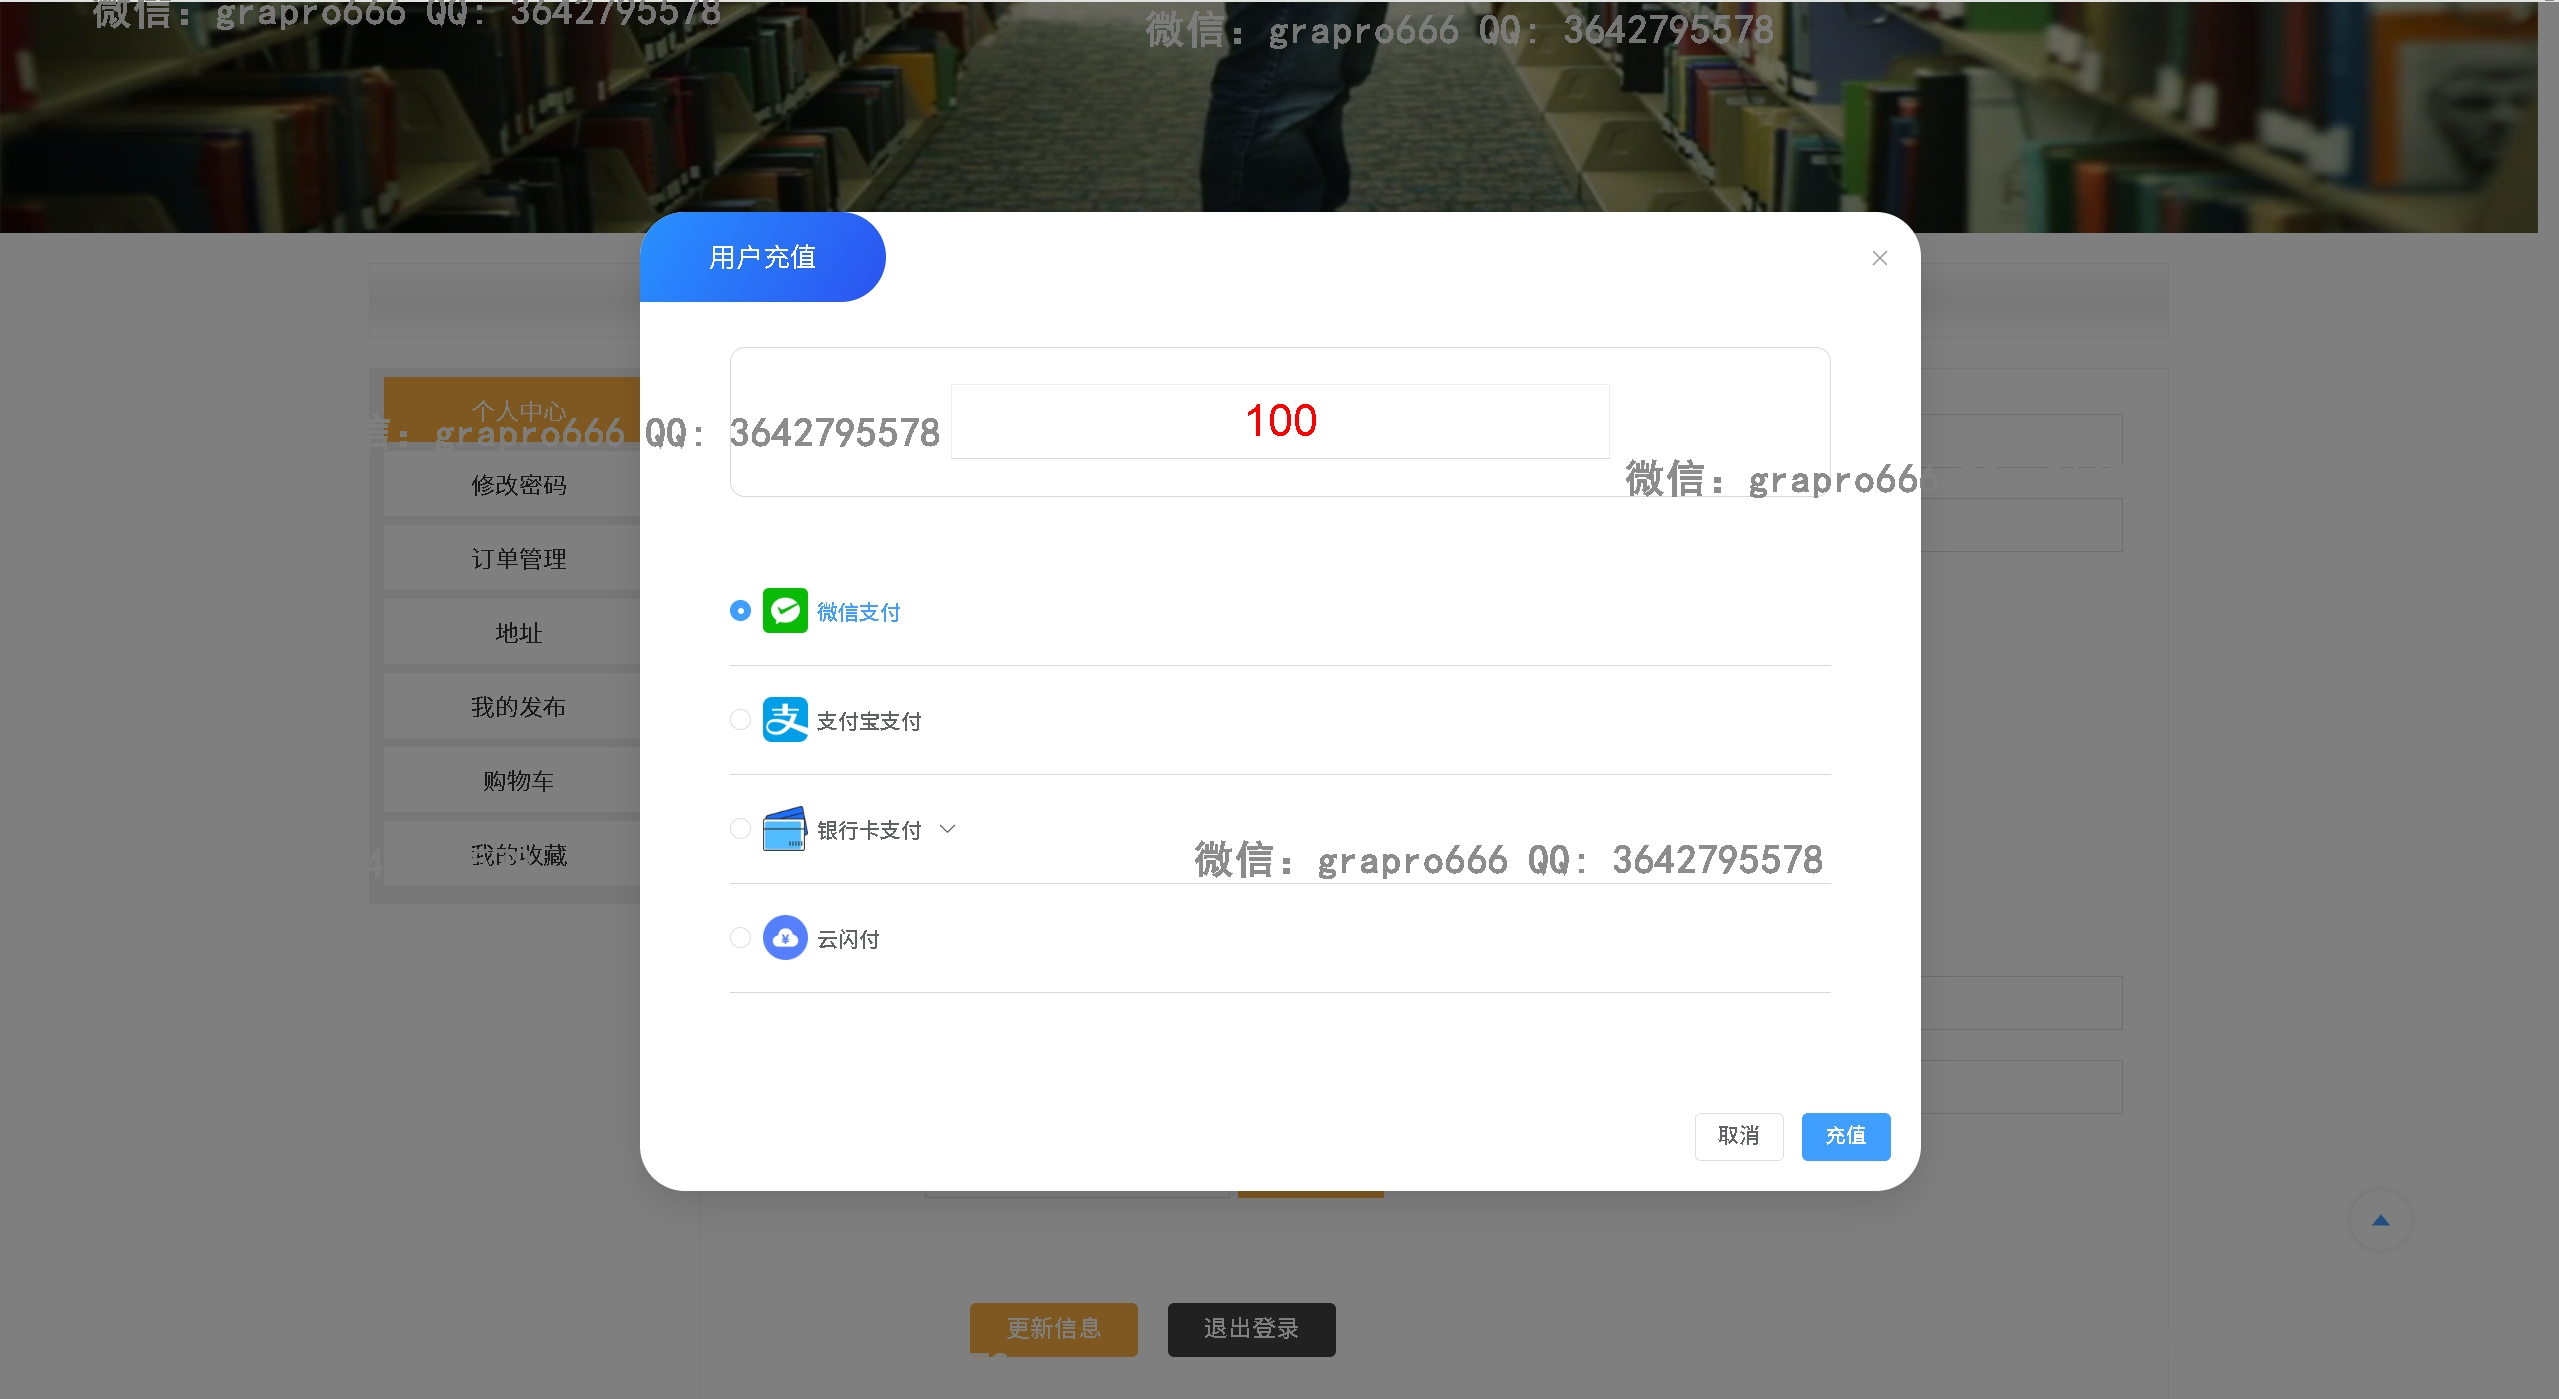 微信：grapro666 QQ：3642795578
微信：grapro666 QQ：3642795578
用户充值
100
个人中心
信：grapro666 QQ：3642795578
微信：grapro666
修改密码
订单管理
微信支付
地址
我的发布
支付宝支付
购物车
银行卡支付
我的收藏
微信：grapro666 QQ：3642795578
云闪付
取消
充值
更新信息
退出登录